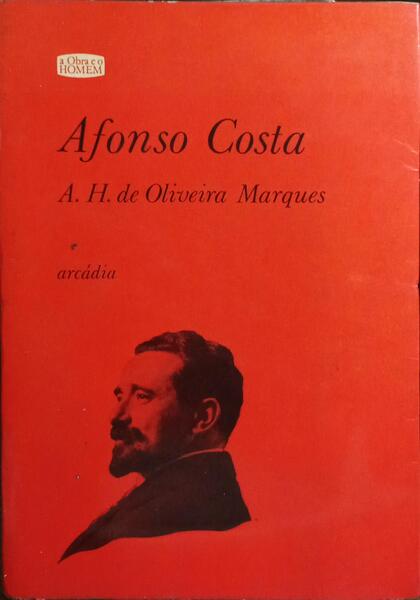 a Obra e o
HOMEM
Afonso Costa
A. H. de Oliveira Marques
arcádia